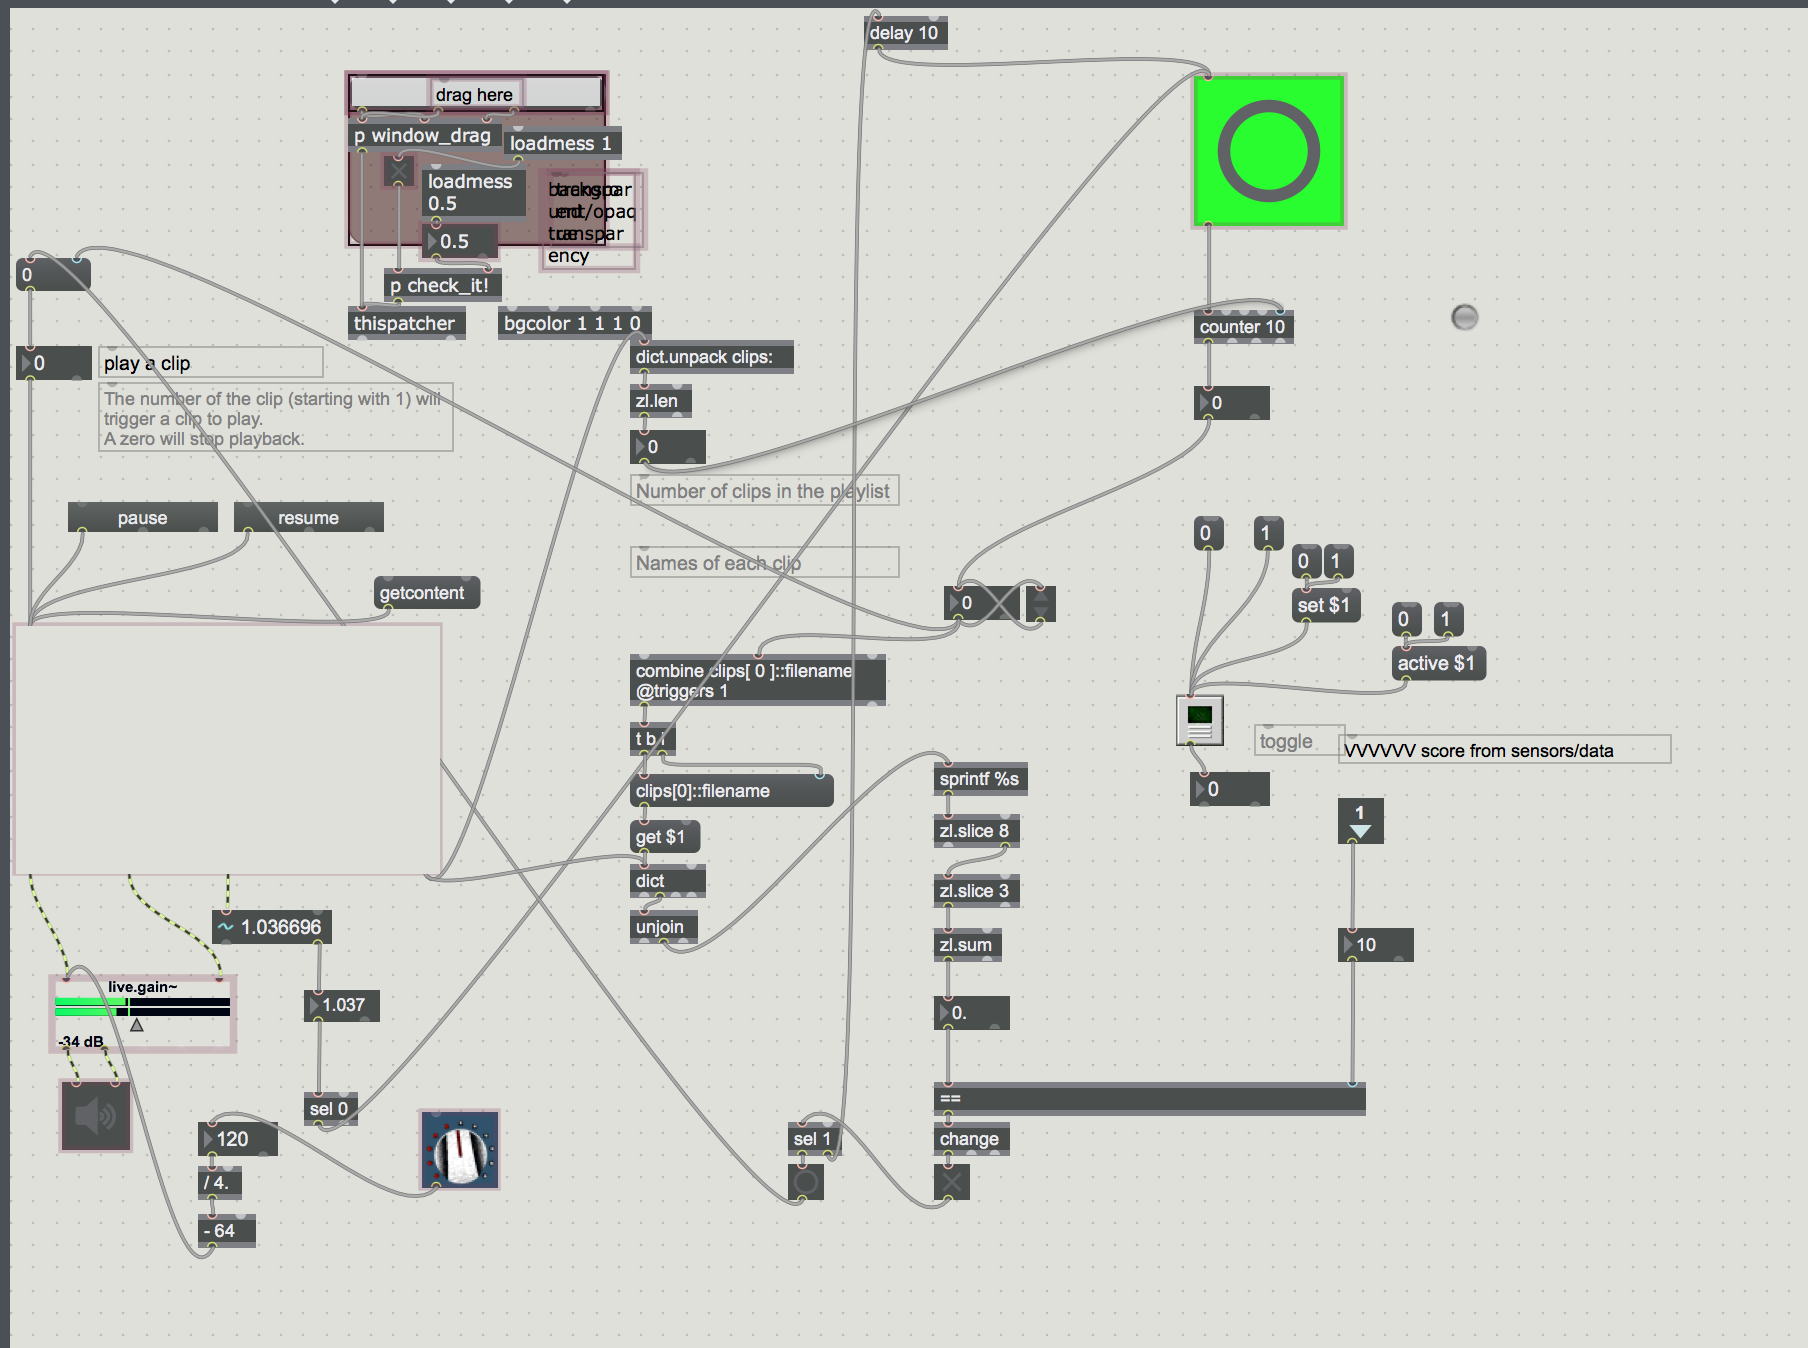 delay 10
drag here
p window_drag
loadmess 1
loadmess
0.5
0.5
p check_it!
ency
thispatcher
bgcolor 1 1 1 0
0
0
play a clip
The number of the clip (starting with 1) will
trigger a clip to play.
A zero will stop playback.
pause
resume
getcontent
dict.unpack clips:
zl.len
0
Number of clips in the playlist
Names of each clip
counter 10
0
0
combine clips[ 0 ]::filename
@triggers 1
t b l
clips[0]::filename
get $1
dict
unjoin
0
1
0
1
set $1
0
1
active $1
toggle
VVVVVV score from sensors/data
0
1
10
sprintf %s
zl.slice 8
zl.slice 3
zl.sum
0.
==
change
sel 1
~ 1.036696
1.037
sel 0
live.gain~
-34 dB
120
/ 4.
- 64